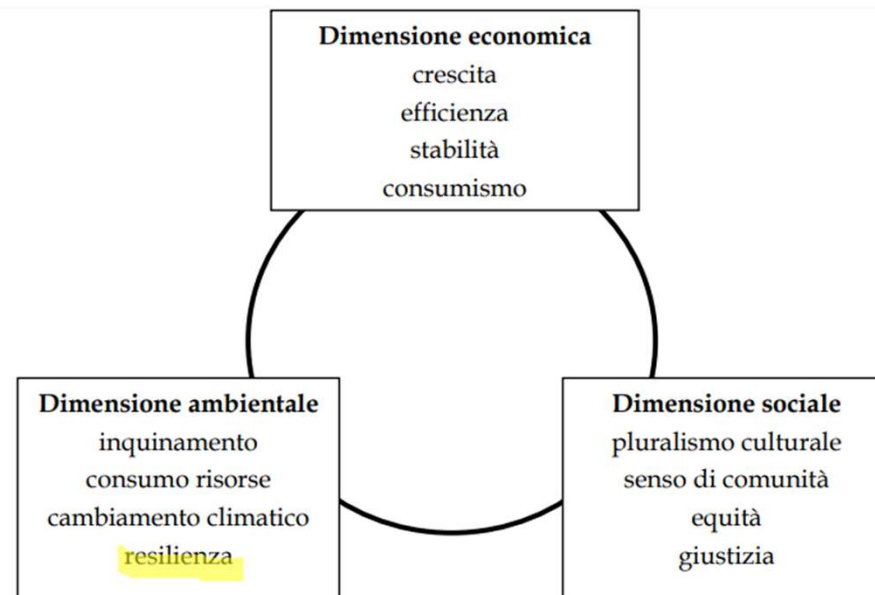 Dimensione economica
crescita
efficienza
stabilità
consumismo
Dimensione ambientale
inquinamento
consumo risorse
cambiamento climatico
resilienza
Dimensione sociale
pluralismo culturale
senso di comunità
equità
giustizia